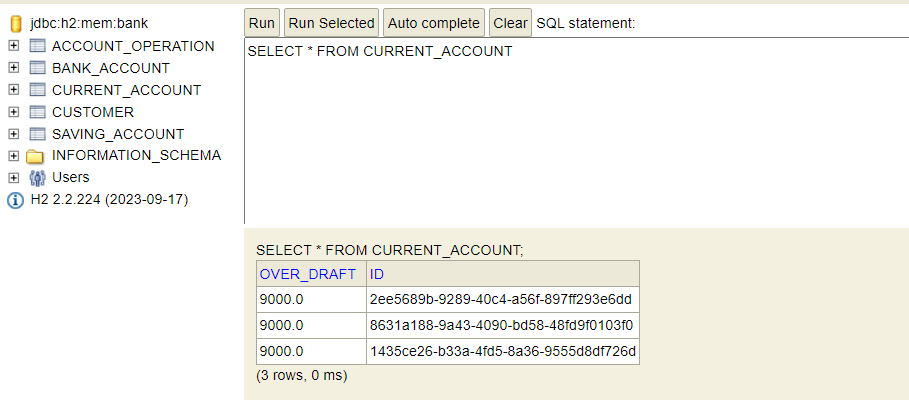 jdbc:h2:mem:bank
ACCOUNT_OPERATION
BANK_ACCOUNT
CURRENT_ACCOUNT
CUSTOMER
SAVING_ACCOUNT
INFORMATION_SCHEMA
Users
H2 2.2.224 (2023-09-17)
Run Run Selected Auto complete Clear SQL statement:
SELECT * FROM CURRENT_ACCOUNT
SELECT * FROM CURRENT_ACCOUNT;
OVER_DRAFT ID
9000.0 2ee5689b-9289-40c4-a56f-897ff293e6dd
9000.0 8631a188-9a43-4090-bd58-48fd9f0103f0
9000.0 1435ce26-b33a-4fd5-8a36-9555d8df726d
(3 rows, 0 ms)